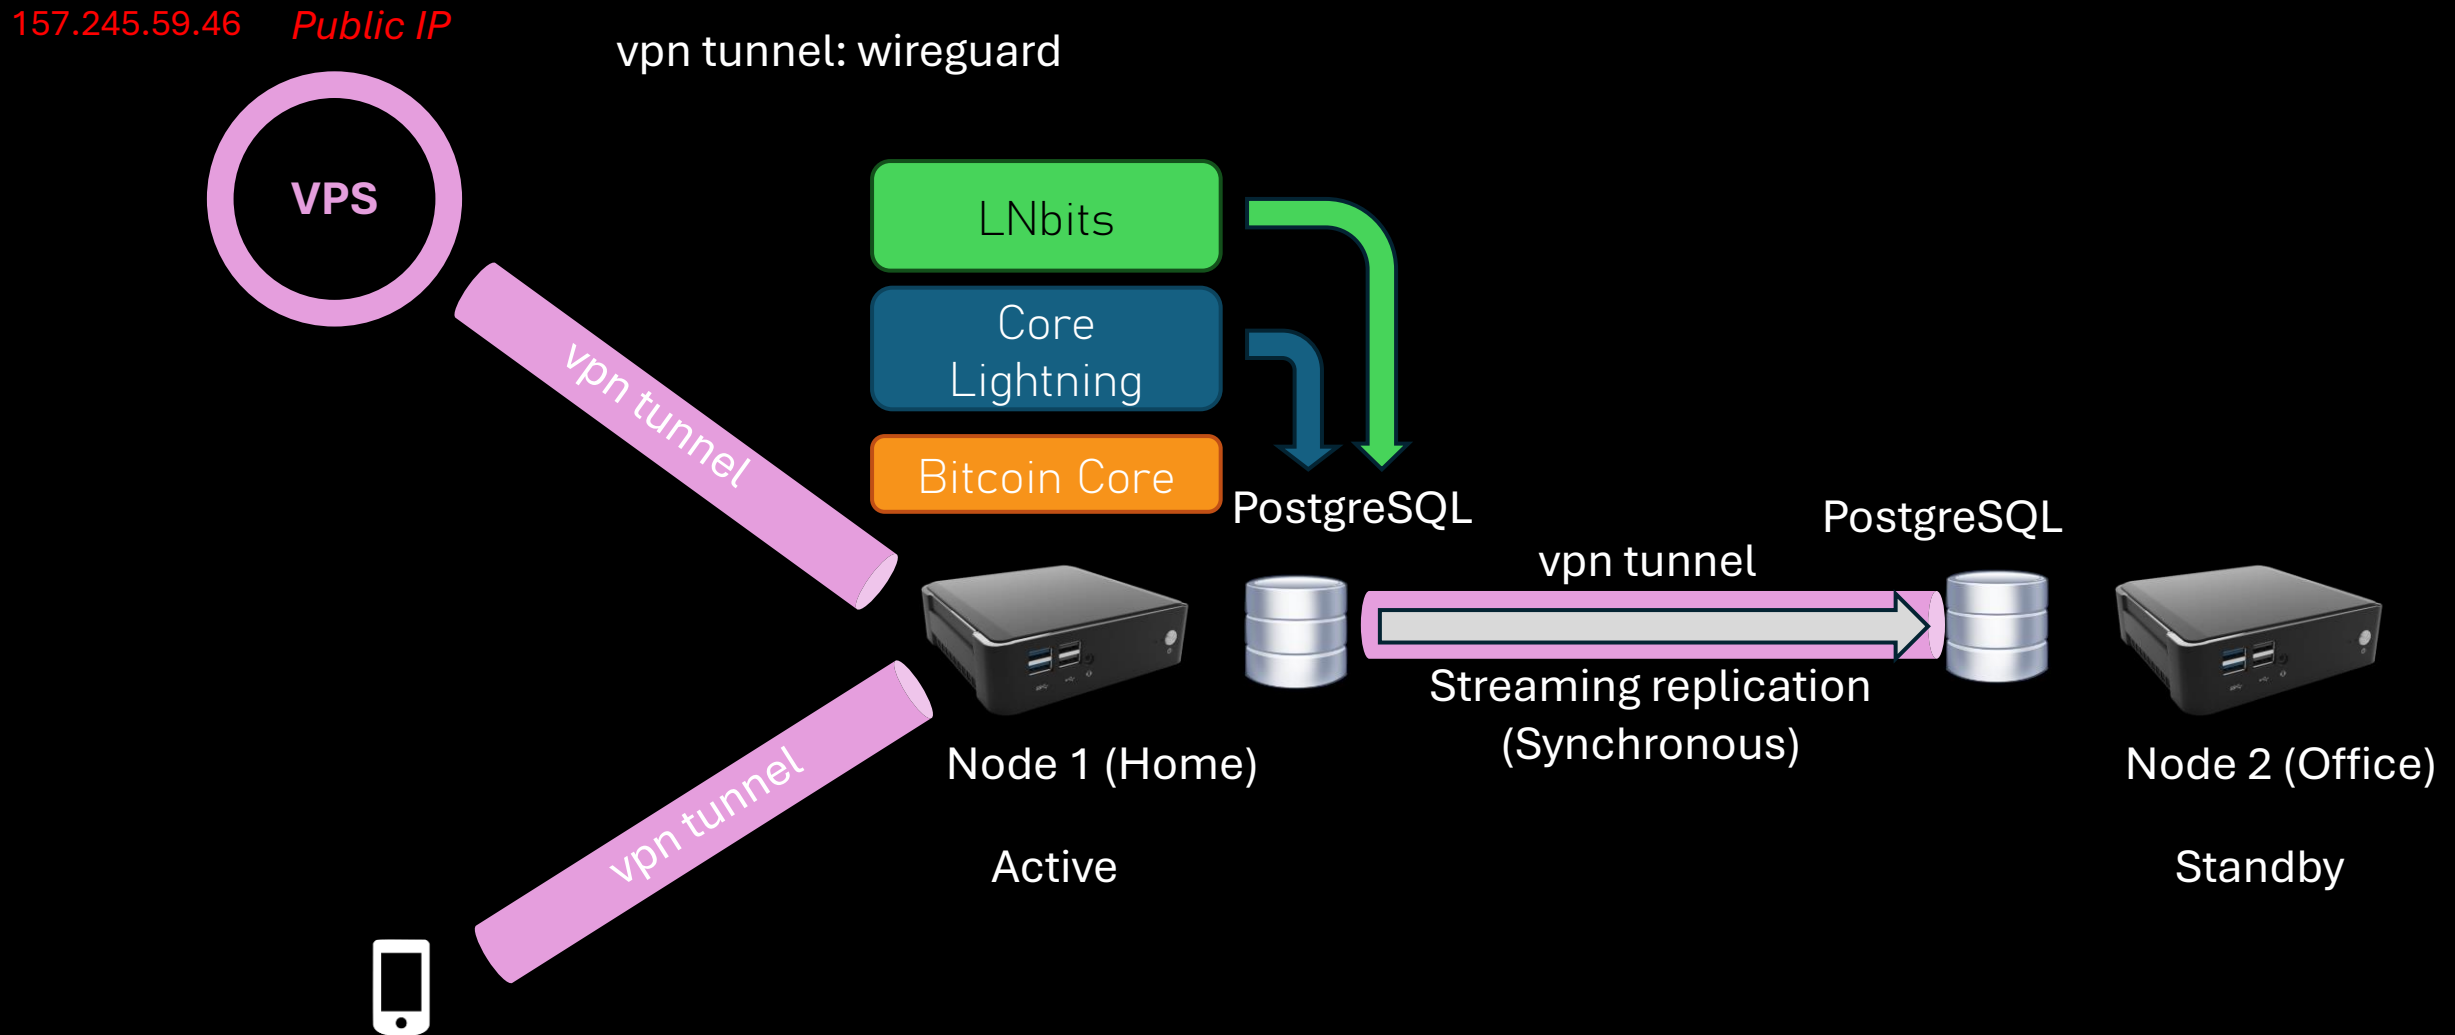 157.245.59.46 Public IP
vpn tunnel: wireguard
VPS
LNbits
Core
Lightning
Bitcoin Core
vpn tunnel
PostgreSQL
PostgreSQL
vpn tunnel
Streaming replication
(Synchronous)
Node 1 (Home)
Node 2 (Office)
vpn tunnel
Active
Standby